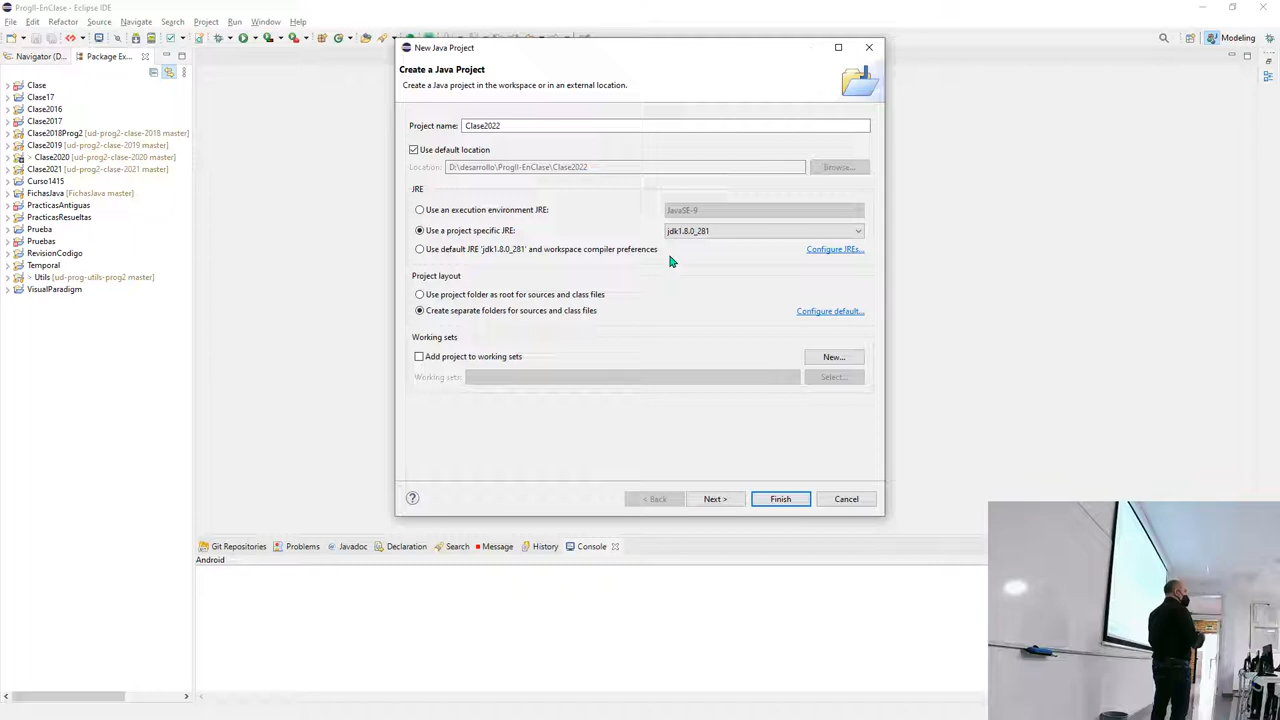 ProgII-EnClase - Eclipse IDE
File Edit Refactor Source Navigate Search Project Run Window Help
Modeling
Navigator (D...
Package Ex...
Clase
Clase17
Clase2016
Clase2017
Clase2018Prog2 [ud-prog2-clase-2018 master]
Clase2019 [ud-prog2-clase-2019 master]
> Clase2020 [ud-prog2-clase-2020 master]
Clase2021 [ud-prog2-clase-2021 master]
Curso1415
FichasJava [FichasJava master]
PracticasAntiguas
PracticasResueltas
Prueba
Pruebas
RevisionCodigo
Temporal
> Utils [ud-prog-utils-prog2 master]
VisualParadigm
New Java Project
Create a Java Project
Create a Java project in the workspace or in an external location.
Project name: Clase2022
Use default location
Location: D:\desarrollo\ProgII-EnClase\Clase2022 Browse...
JRE
Use an execution environment JRE: JavaSE-9
Use a project specific JRE: jdk1.8.0_281
Use default JRE 'jdk1.8.0_281' and workspace compiler preferences Configure JREs...
Project layout
Use project folder as root for sources and class files
Create separate folders for sources and class files Configure default...
Working sets
Add project to working sets New...
Working sets: Select...
? < Back Next > Finish Cancel
Git Repositories Problems Javadoc Declaration Search Message History Console
Android